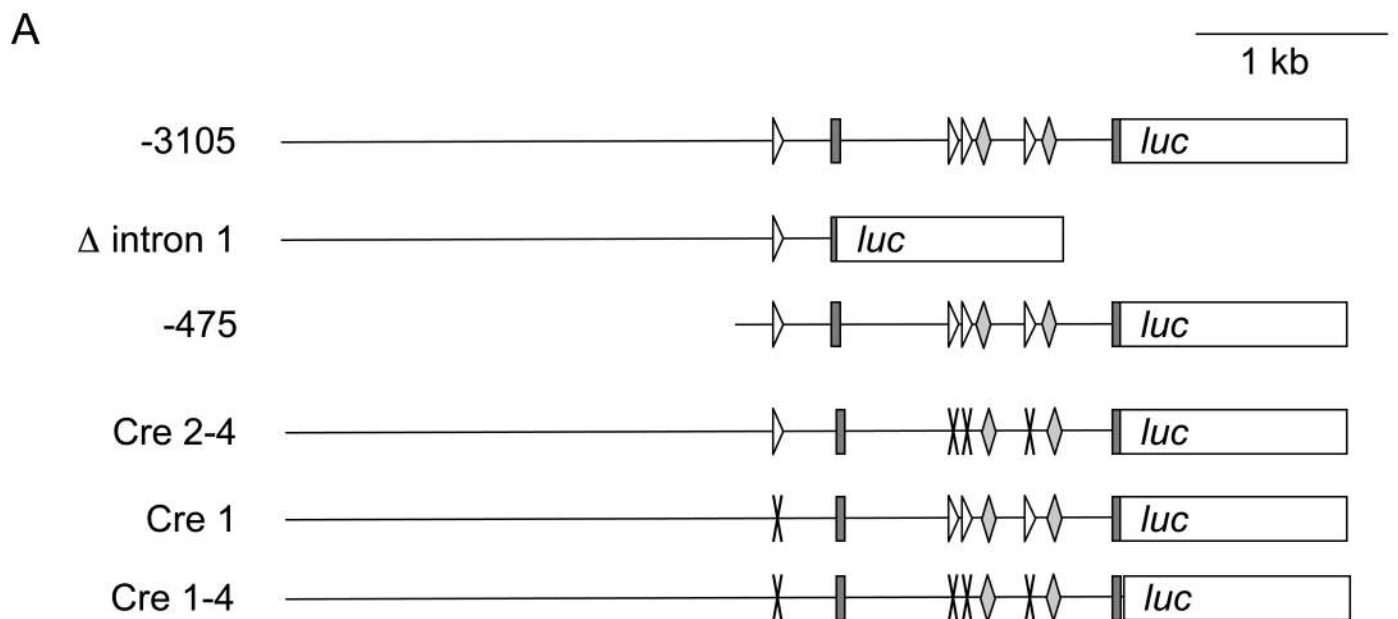 A
1 kb
-3105 luc
Δ intron 1 luc
-475 luc
Cre 2-4 luc
Cre 1 luc
Cre 1-4 luc